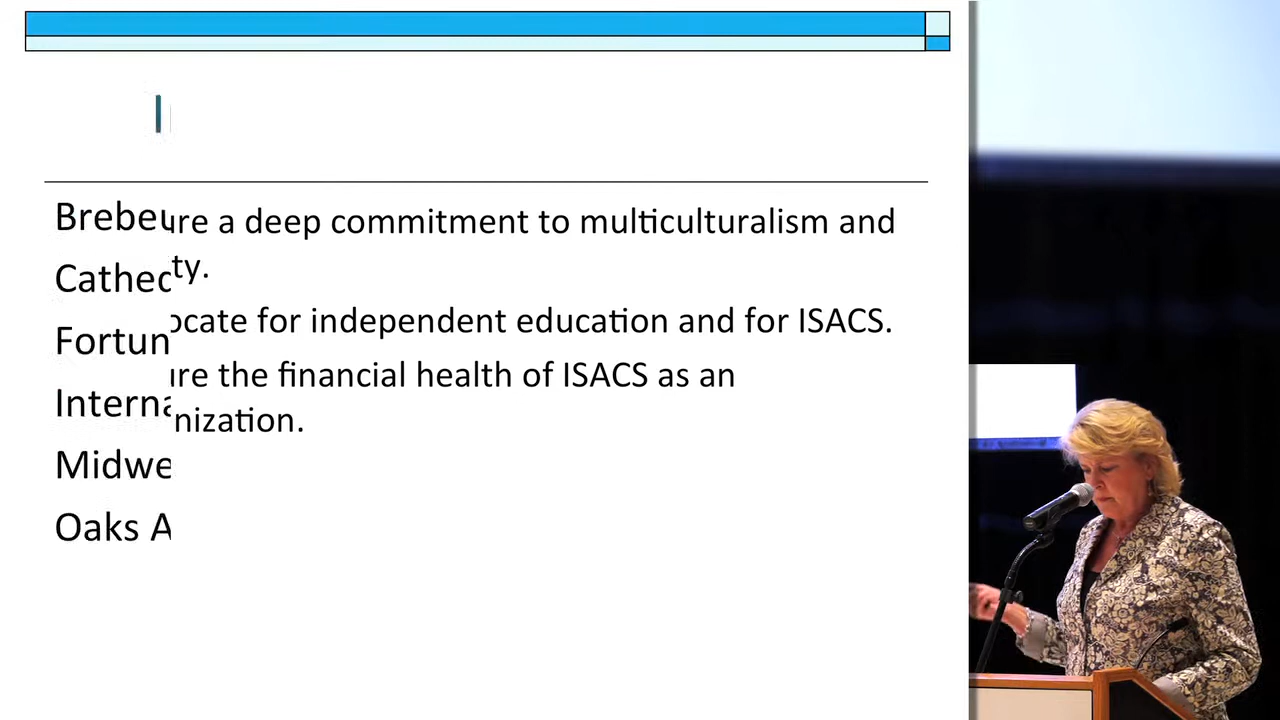 I
Brebeu
re a deep commitment to multiculturalism and
Cathed
ty.
ocate for independent education and for ISACS.
Fortun
re the financial health of ISACS as an
Interna
nization.
Midwe
Oaks A